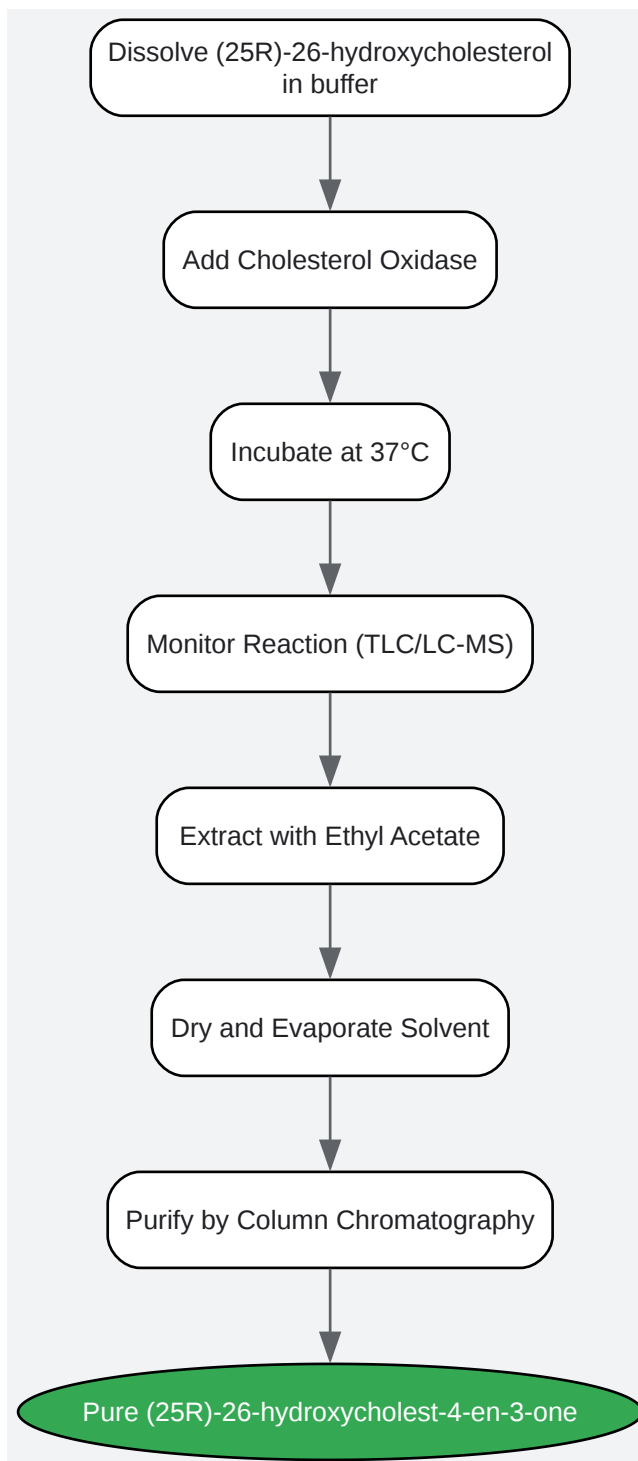 Dissolve (25R)-26-hydroxycholesterol
in buffer
Add Cholesterol Oxidase
Incubate at 37°C
Monitor Reaction (TLC/LC-MS)
Extract with Ethyl Acetate
Dry and Evaporate Solvent
Purify by Column Chromatography
Pure (25R)-26-hydroxycholest-4-en-3-one